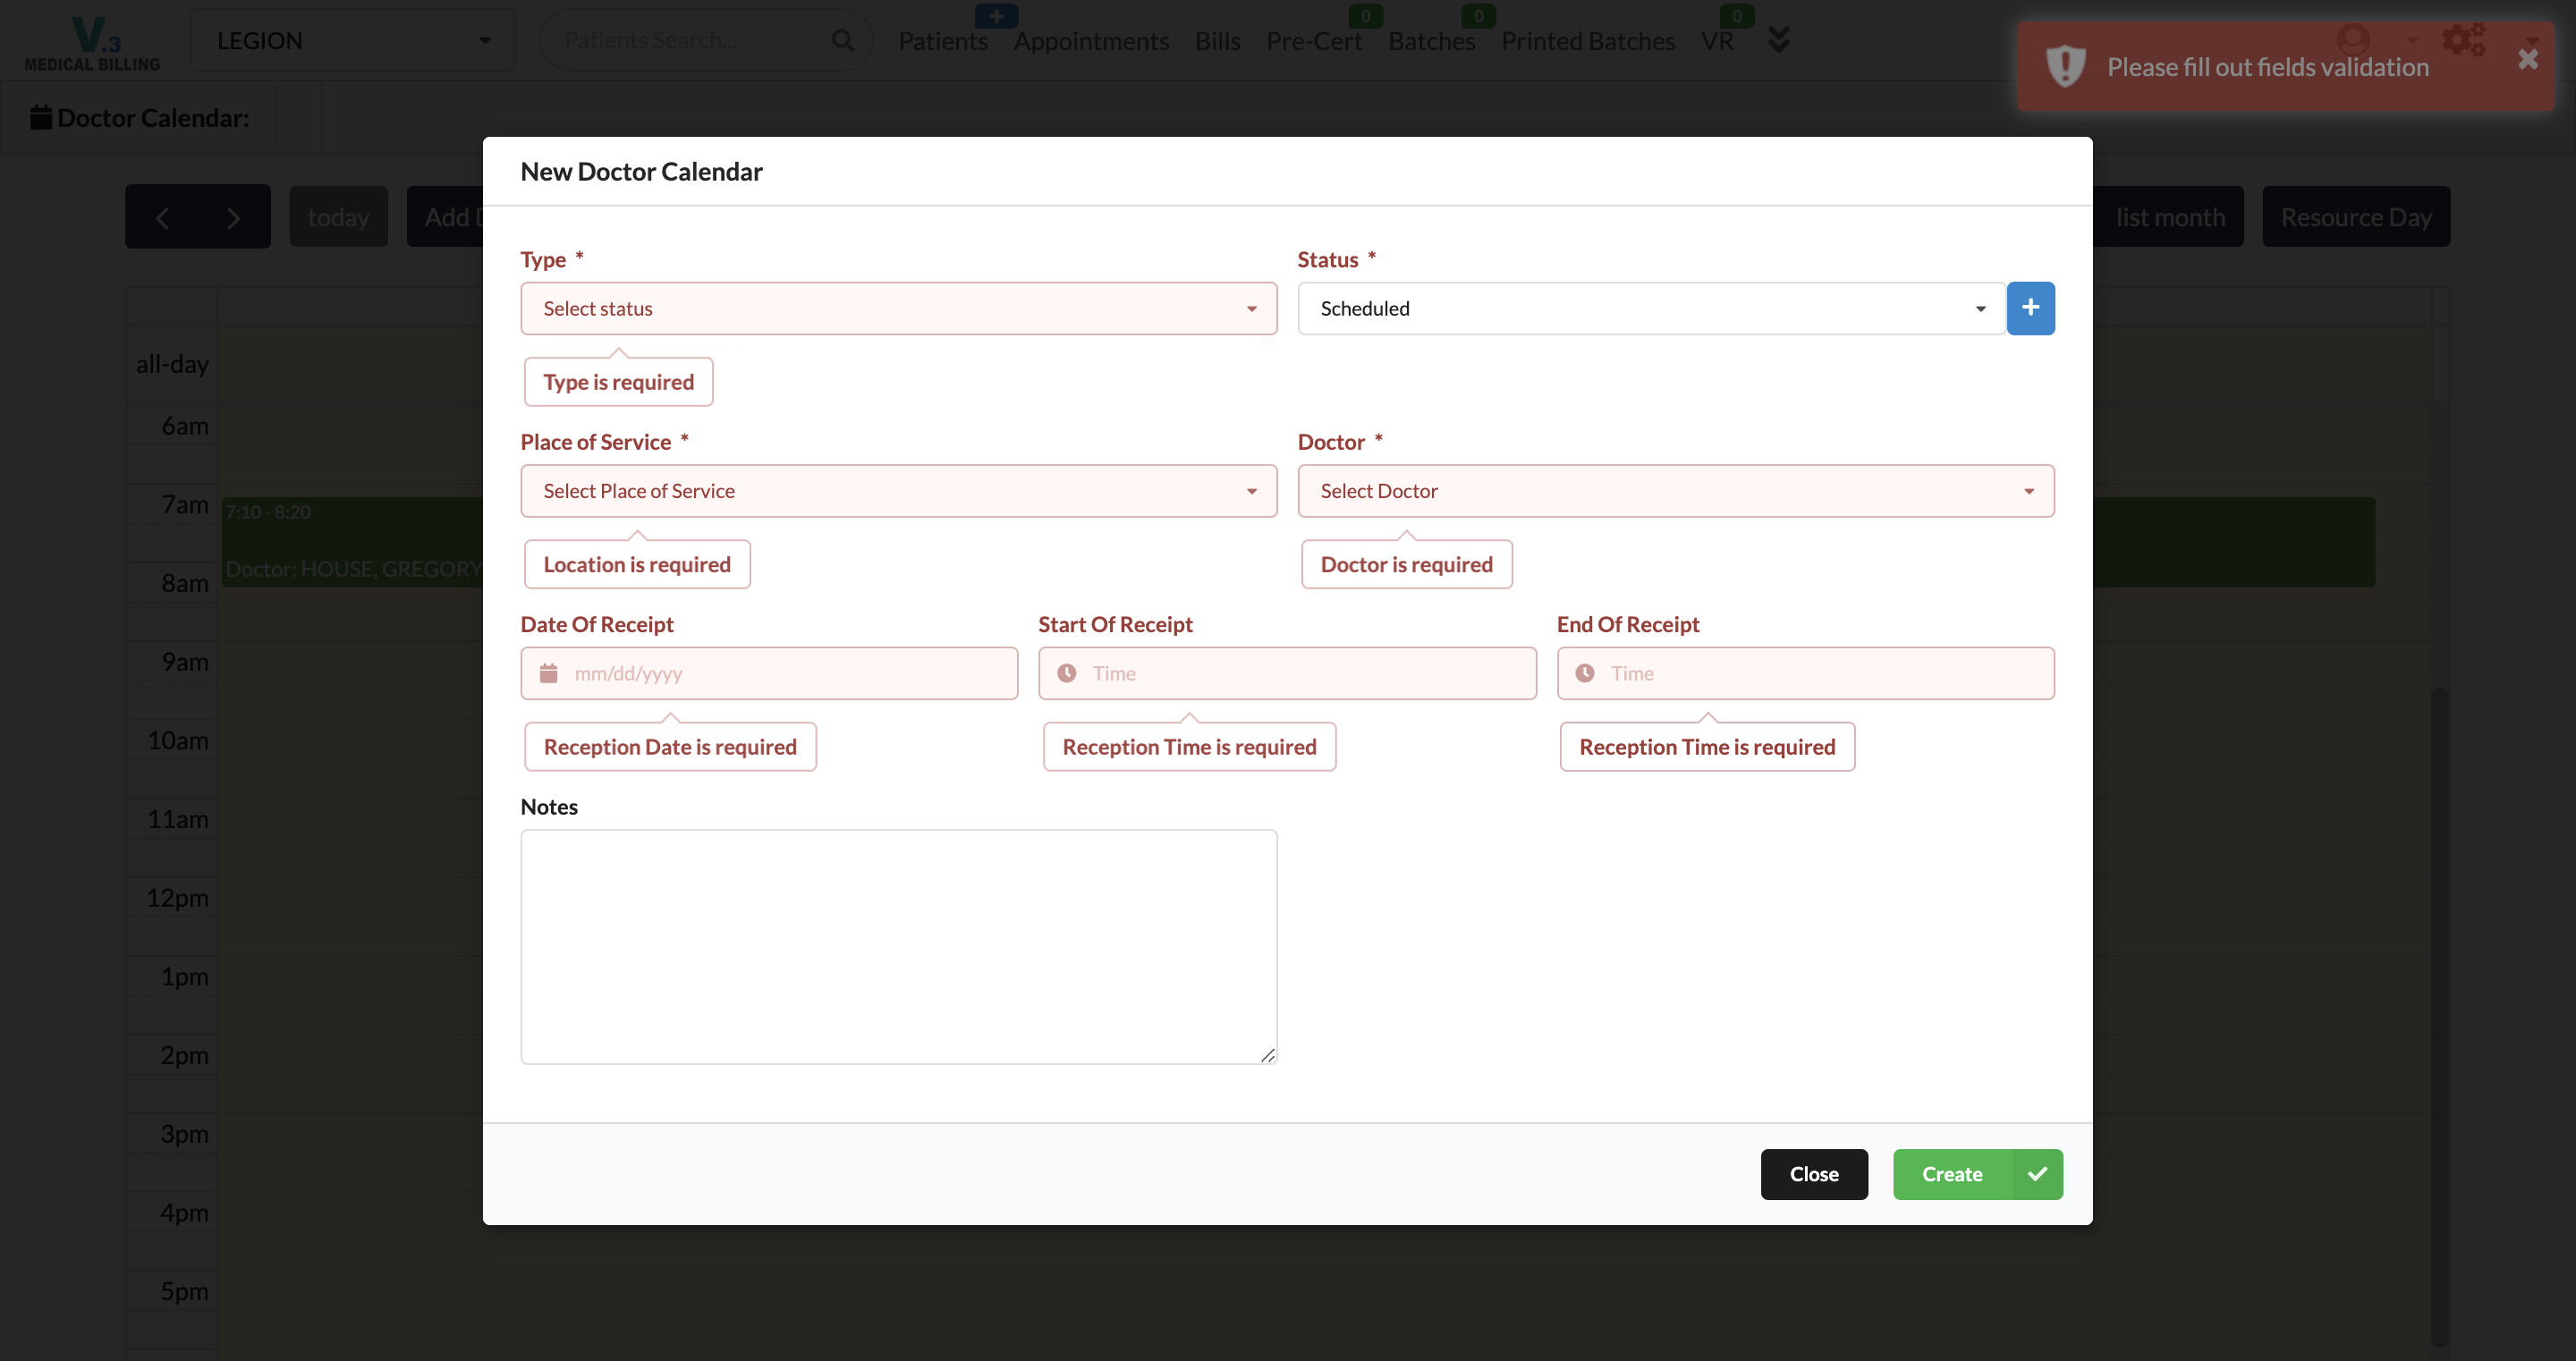 V.3
MEDICAL BILLING
LEGION
Patients Search...
Patients
Appointments
Bills
Pre-Cert
0
Batches
0
Printed Batches
VR
0
Please fill out fields validation
Doctor Calendar:
today
Add D
list month
Resource Day
New Doctor Calendar
Type *
Status *
Select status
Scheduled
Type is required
Place of Service *
Doctor *
Select Place of Service
Select Doctor
Location is required
Doctor is required
Date Of Receipt
Start Of Receipt
End Of Receipt
mm/dd/yyyy
Time
Time
Reception Date is required
Reception Time is required
Reception Time is required
Notes
Close
Create
all-day
6am
7am
7:10 - 8:20
Doctor: HOUSE, GREGORY
8am
9am
10am
11am
12pm
1pm
2pm
3pm
4pm
5pm